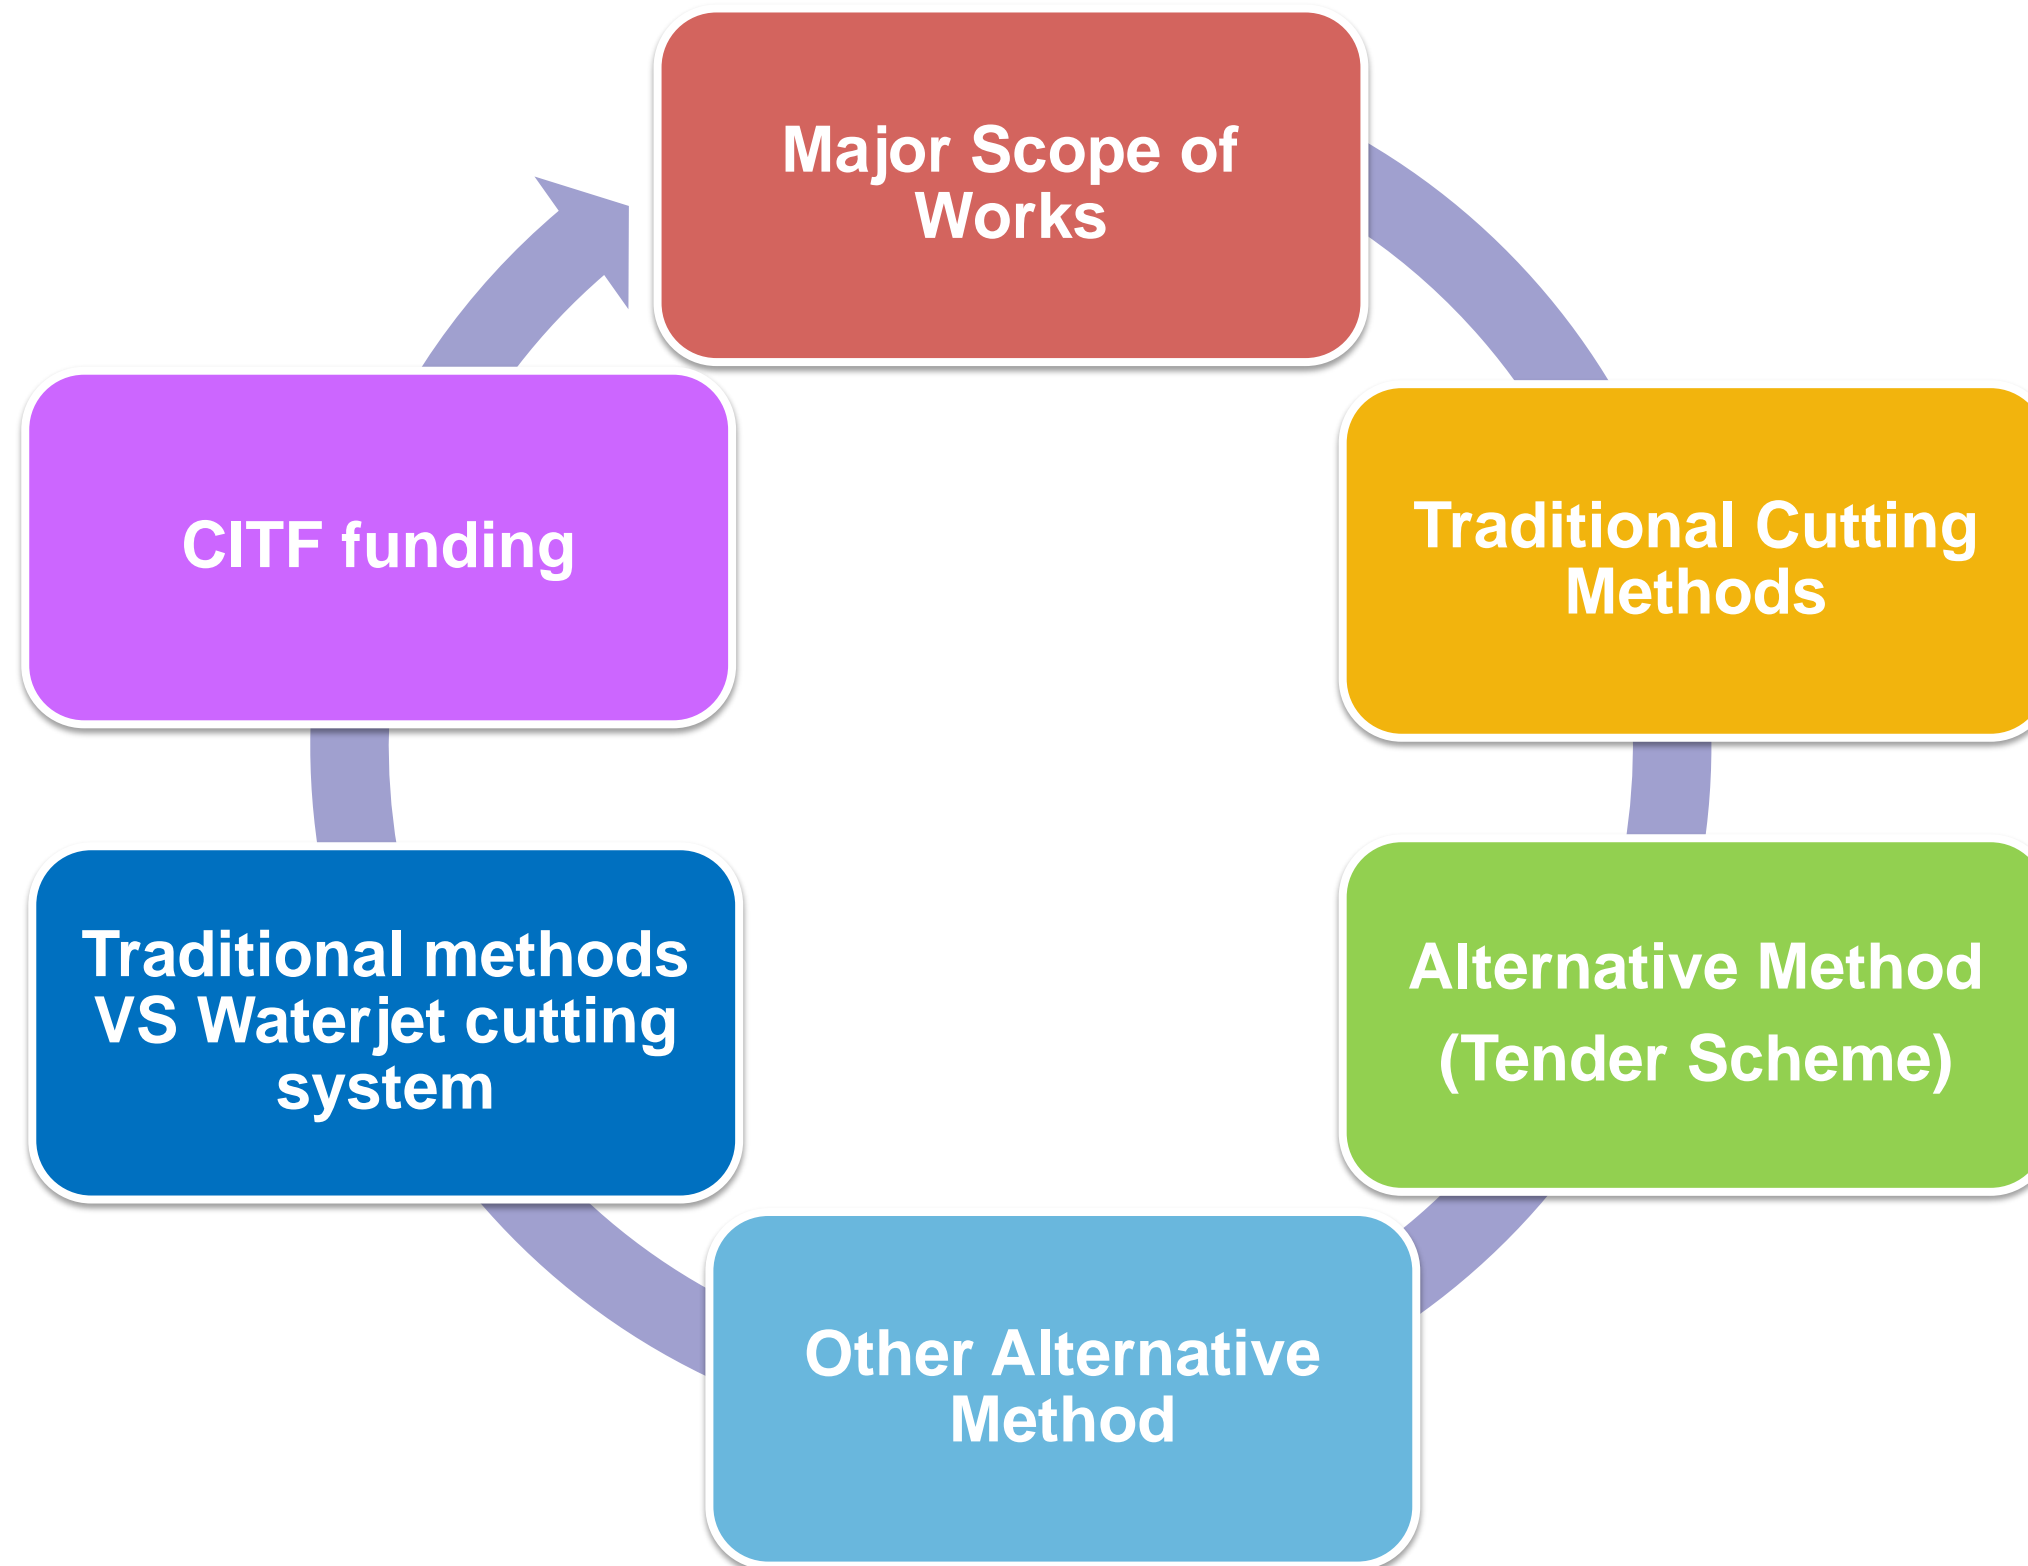 Major Scope of
Works
Traditional Cutting
Methods
Alternative Method
(Tender Scheme)
Other Alternative
Method
Traditional methods
VS Waterjet cutting
system
CITF funding